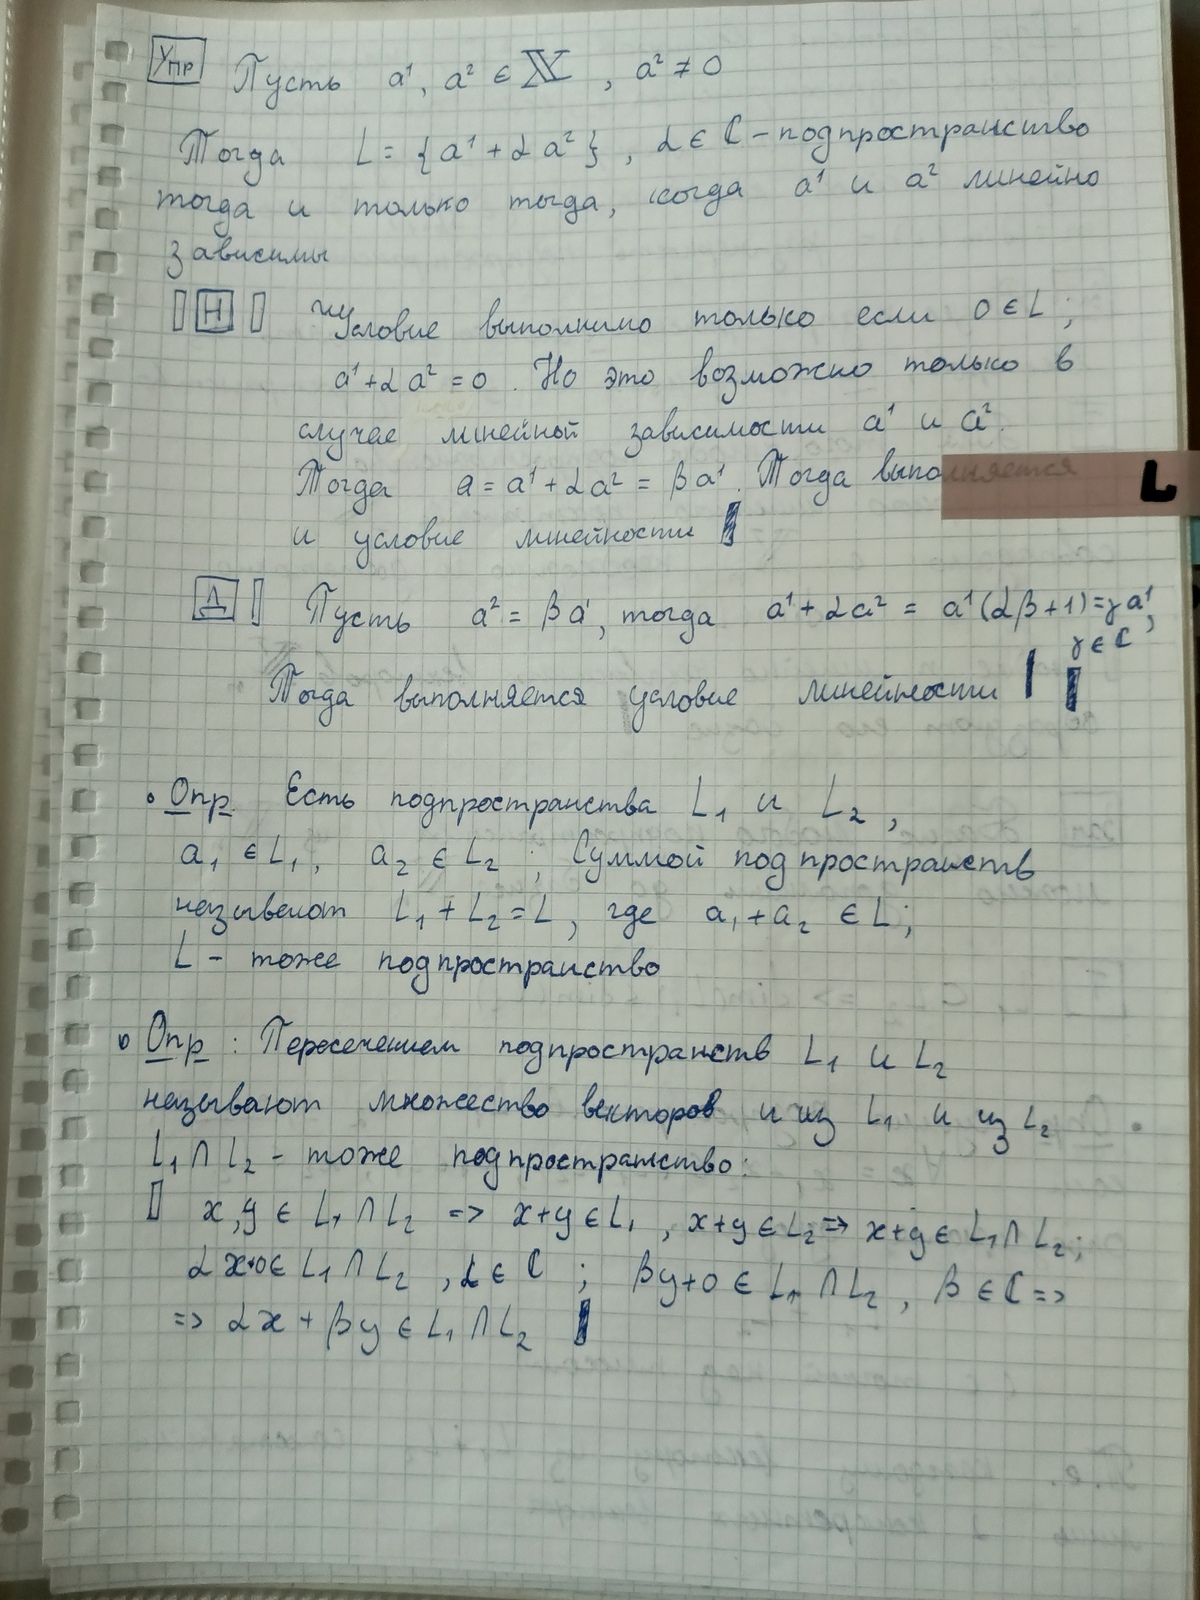 Упр Пусть a¹, a² ∈ 𝕏, a² ≠ 0
Тогда L = {a¹ + αa²}, α ∈ ℂ - подпространство
тогда и только тогда, когда a¹ и a² линейно
зависимы
▯ Н ▯ Условие выполнимо только если 0 ∈ L;
a¹ + αa² = 0. Но это возможно только в
случае линейной зависимости a¹ и a².
Тогда a = a¹ + αa² = βa¹. Тогда выполняется
L
и условие линейности ▮
Д ▯ Пусть a² = βa¹, тогда a¹ + αa² = a¹(αβ+1) = γa¹,
γ ∈ ℂ
Тогда выполняется условие линейности ▮ ▮
• Опр. Есть подпространства L₁ и L₂,
a₁ ∈ L₁, a₂ ∈ L₂; Суммой подпространств
называют L₁ + L₂ = L, где a₁ + a₂ ∈ L;
L - тоже подпространство
• Опр: Пересечением подпространств L₁ и L₂
называют множество векторов и из L₁ и из L₂
L₁ ∩ L₂ - тоже подпространство:
▯ x, y ∈ L₁ ∩ L₂ => x+y ∈ L₁, x+y ∈ L₂ => x+y ∈ L₁ ∩ L₂;
αx+0 ∈ L₁ ∩ L₂, α ∈ ℂ; βy+0 ∈ L₁ ∩ L₂, β ∈ ℂ =>
=> αx + βy ∈ L₁ ∩ L₂ ▮